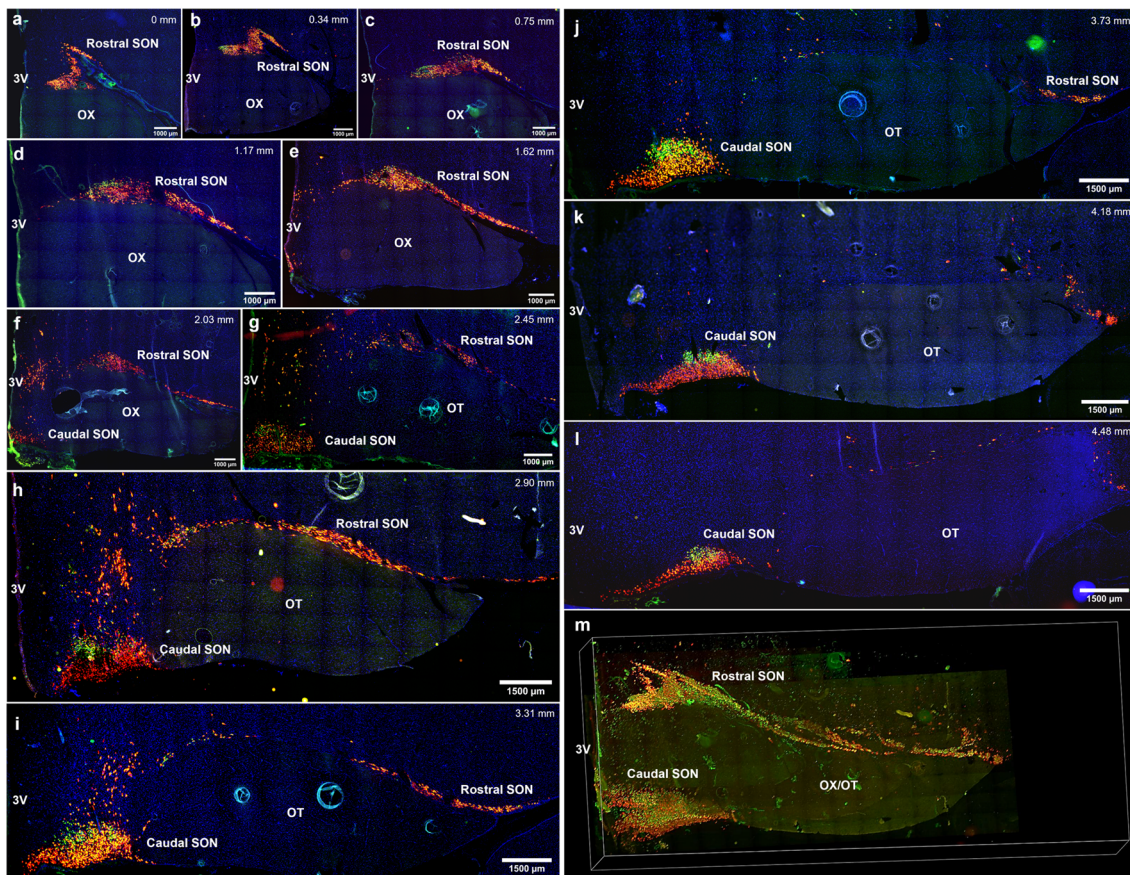 a
0 mm
Rostral SON
3V
OX
1000 µm
b
0.34 mm
Rostral SON
OX
1000 µm
c
0.75 mm
Rostral SON
OX
1000 µm
d
1.17 mm
Rostral SON
3V
OX
1000 µm
e
1.62 mm
Rostral SON
OX
1000 µm
f
2.03 mm
Rostral SON
3V
OX
Caudal SON
1000 µm
g
2.45 mm
Rostral SON
3V
OT
Caudal SON
1000 µm
h
2.90 mm
Rostral SON
3V
OT
Caudal SON
1500 µm
i
3.31 mm
3V
Rostral SON
OT
Caudal SON
1500 µm
j
3.73 mm
Rostral SON
3V
OT
Caudal SON
1500 µm
k
4.18 mm
3V
Caudal SON
OT
1500 µm
l
4.48 mm
3V
Caudal SON
OT
1500 µm
m
Rostral SON
3V
Caudal SON
OX/OT